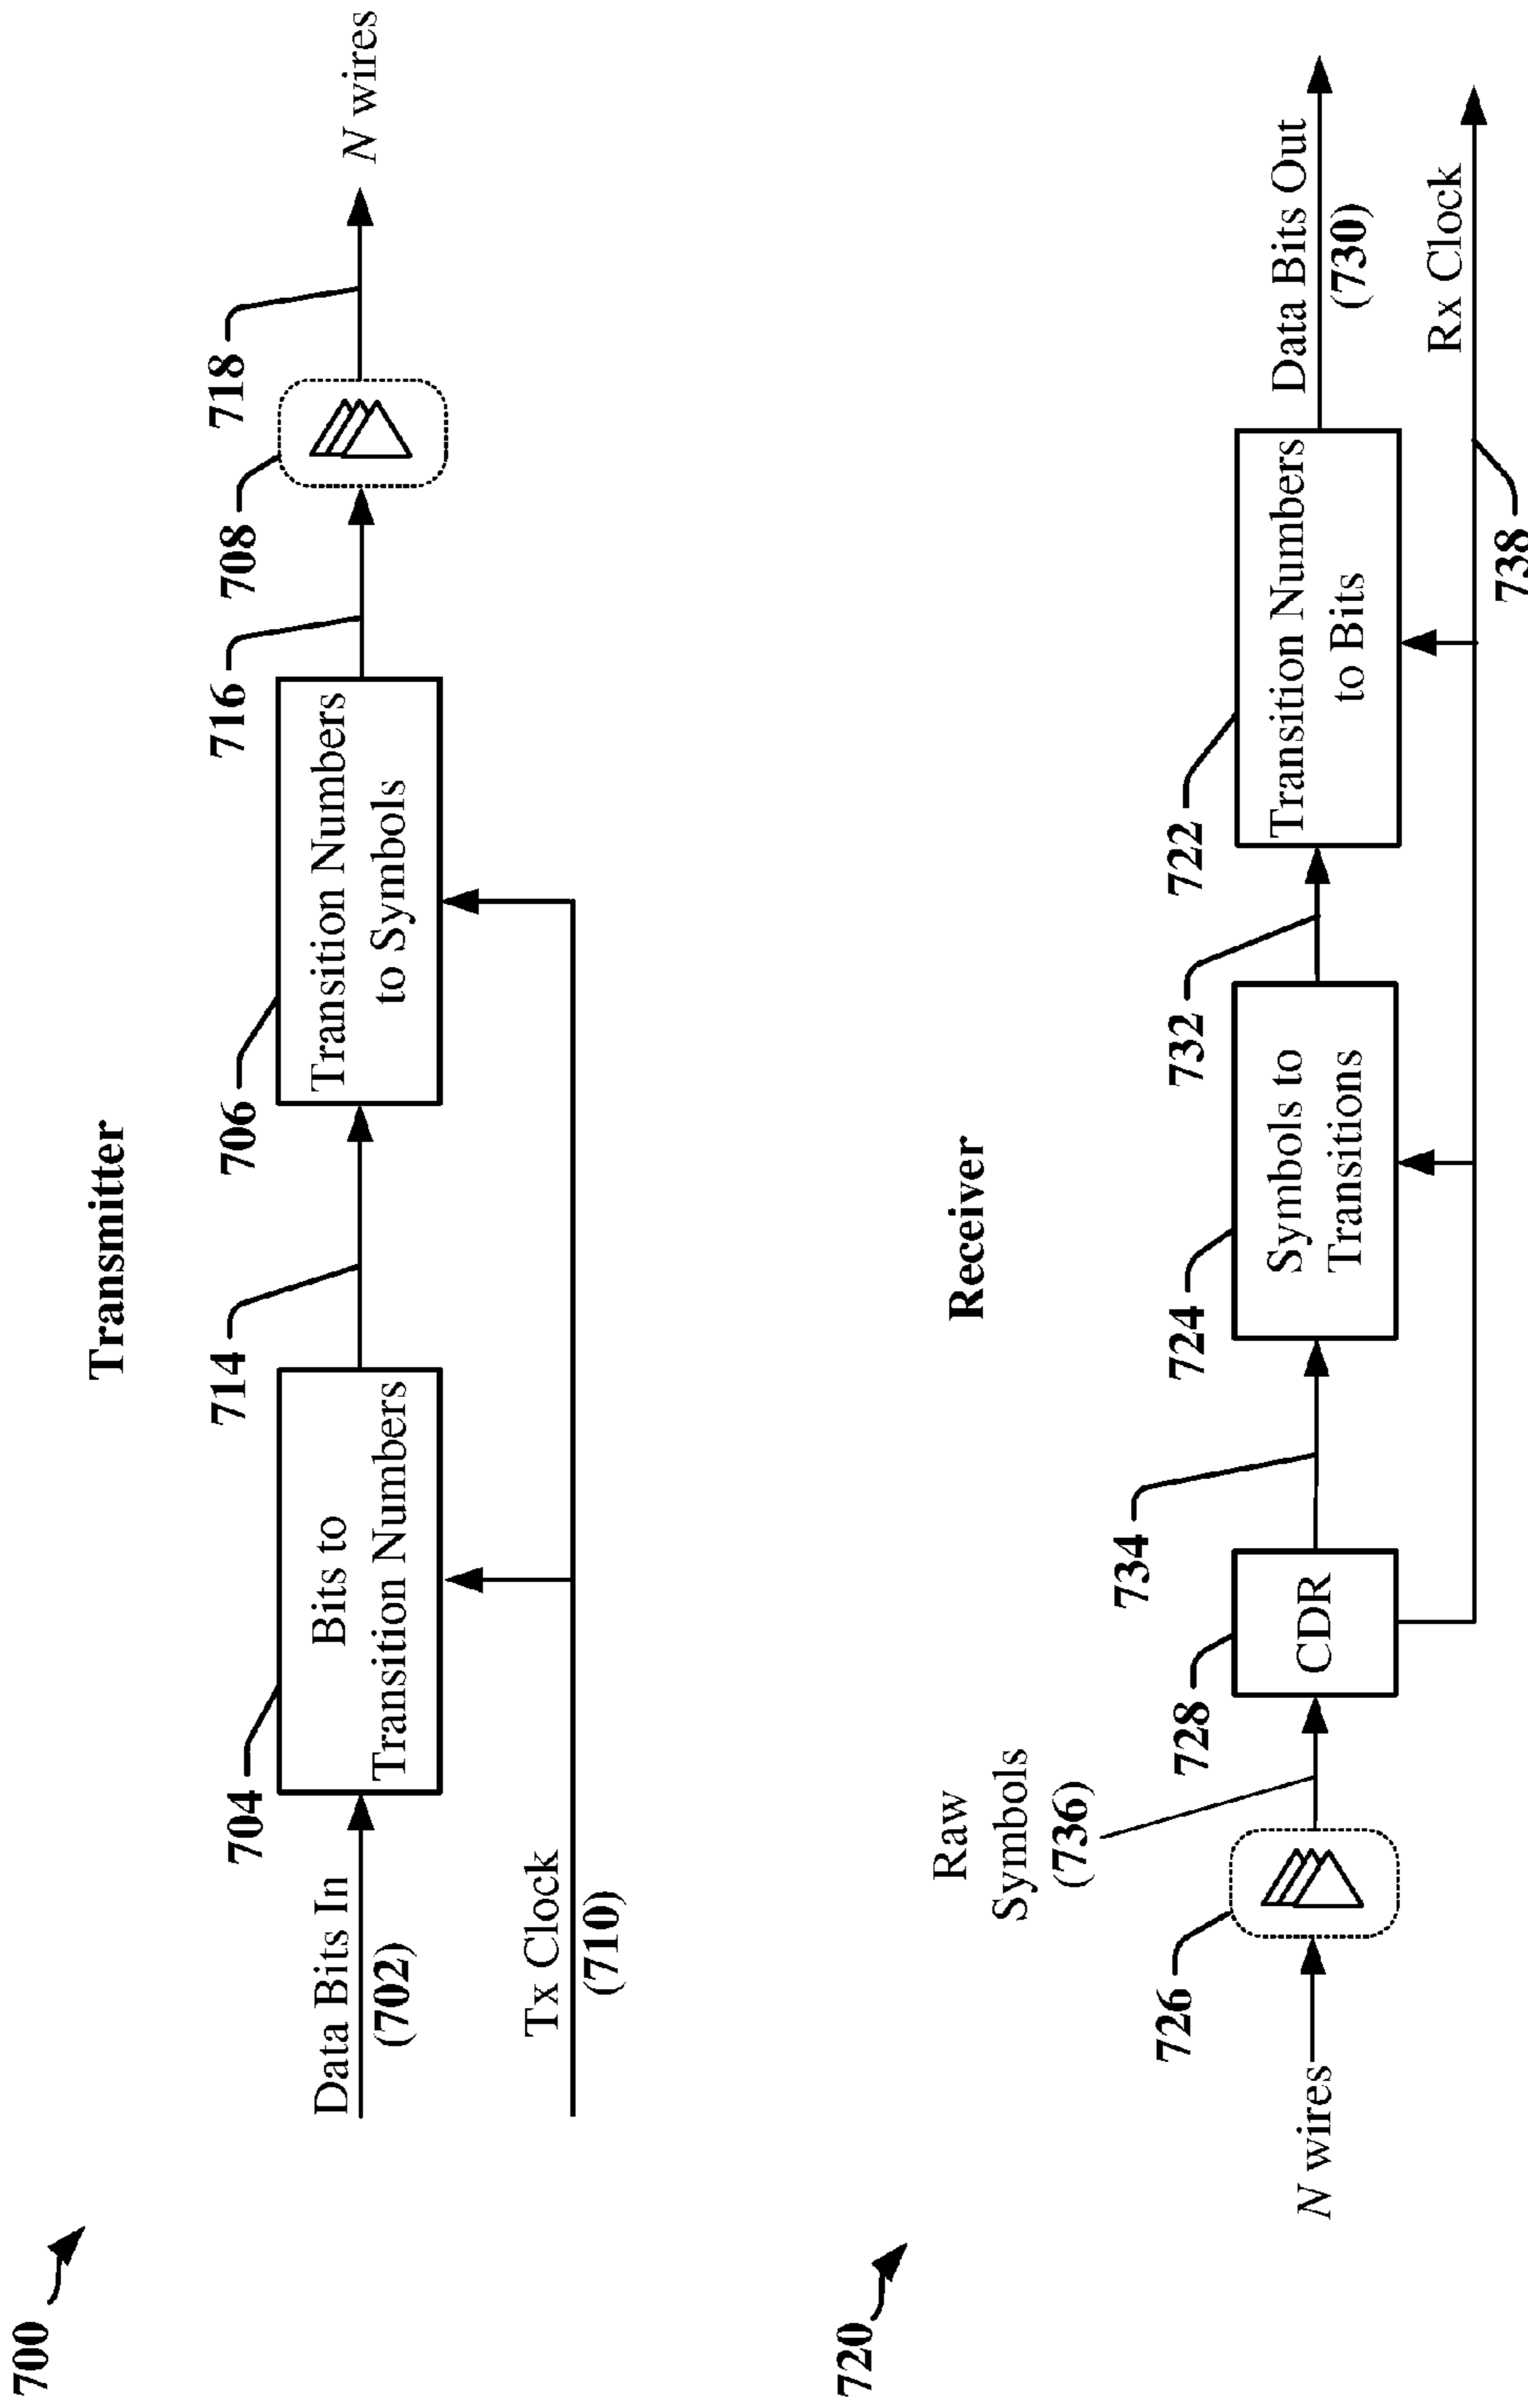 700
Transmitter
704
706
708
714
716
718
Data Bits In
(702)
Bits to
Transition Numbers
Transition Numbers
to Symbols
N wires
Tx Clock
(710)
720
Receiver
Raw
Symbols
(736)
726
728
734
724
732
722
N wires
CDR
Symbols to
Transitions
Transition Numbers
to Bits
Data Bits Out
(730)
Rx Clock
738